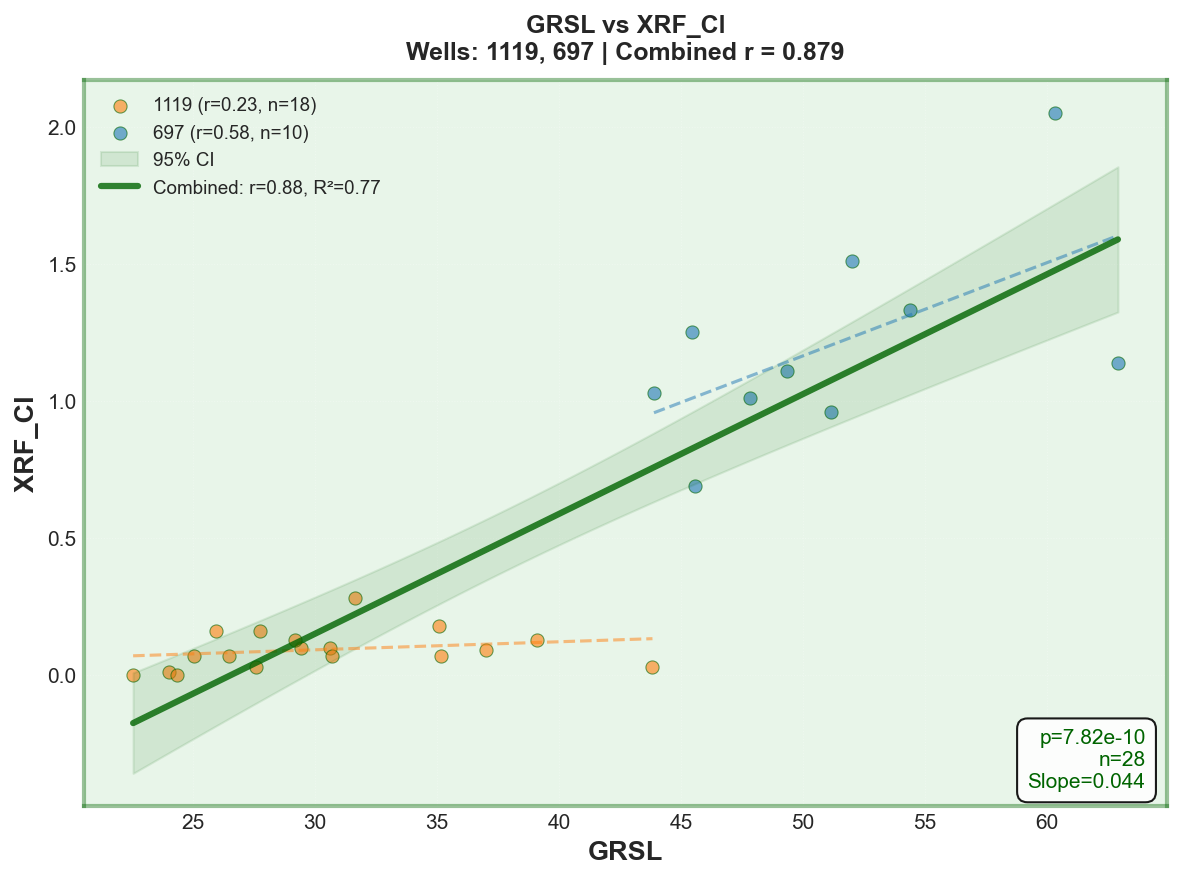 GRSL vs XRF_Cl
Wells: 1119, 697 | Combined r = 0.879
1119 (r=0.23, n=18)
697 (r=0.58, n=10)
95% CI
Combined: r=0.88, R²=0.77
XRF_Cl
2.0
1.5
1.0
0.5
0.0
p=7.82e-10
n=28
Slope=0.044
25 30 35 40 45 50 55 60
GRSL